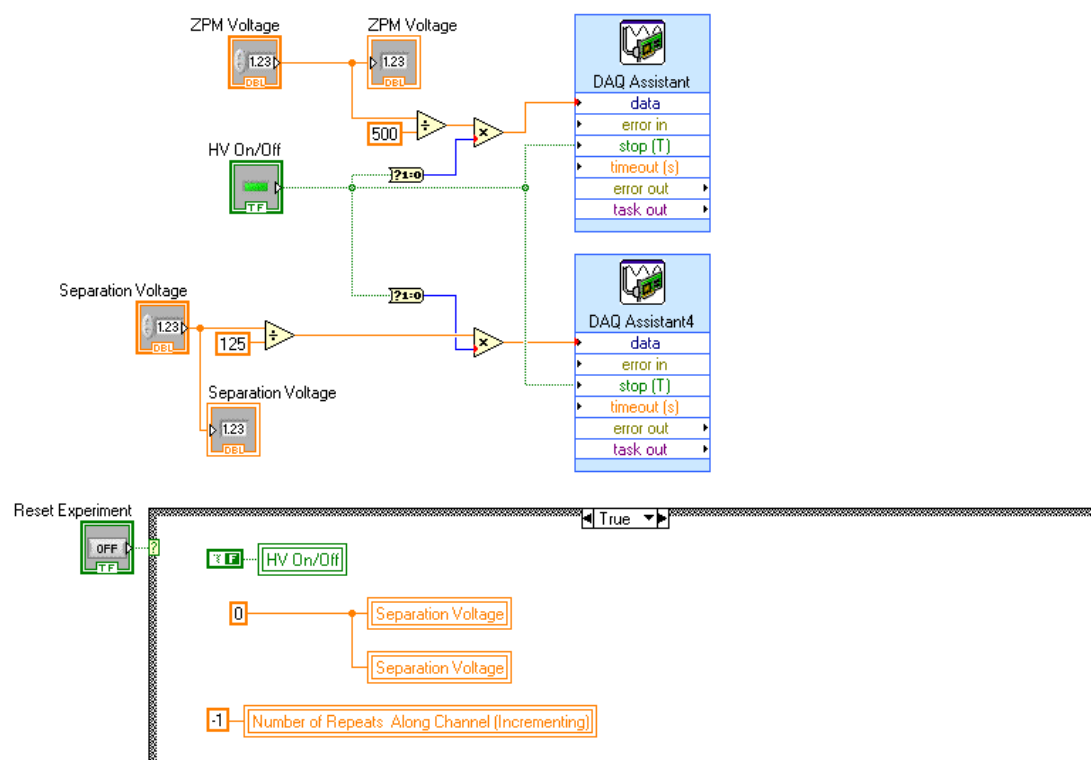 ZPM Voltage
ZPM Voltage
1.23
DBL
1.23
DBL
DAQ Assistant
data
error in
stop (T)
timeout (s)
error out
task out
500
÷
×
HV On/Off
TF
?1:0
?1:0
Separation Voltage
1.23
DBL
125
÷
×
DAQ Assistant4
data
error in
stop (T)
timeout (s)
error out
task out
Separation Voltage
1.23
DBL
Reset Experiment
OFF
TF
?
True
F
HV On/Off
0
Separation Voltage
Separation Voltage
-1
Number of Repeats Along Channel (Incrementing)